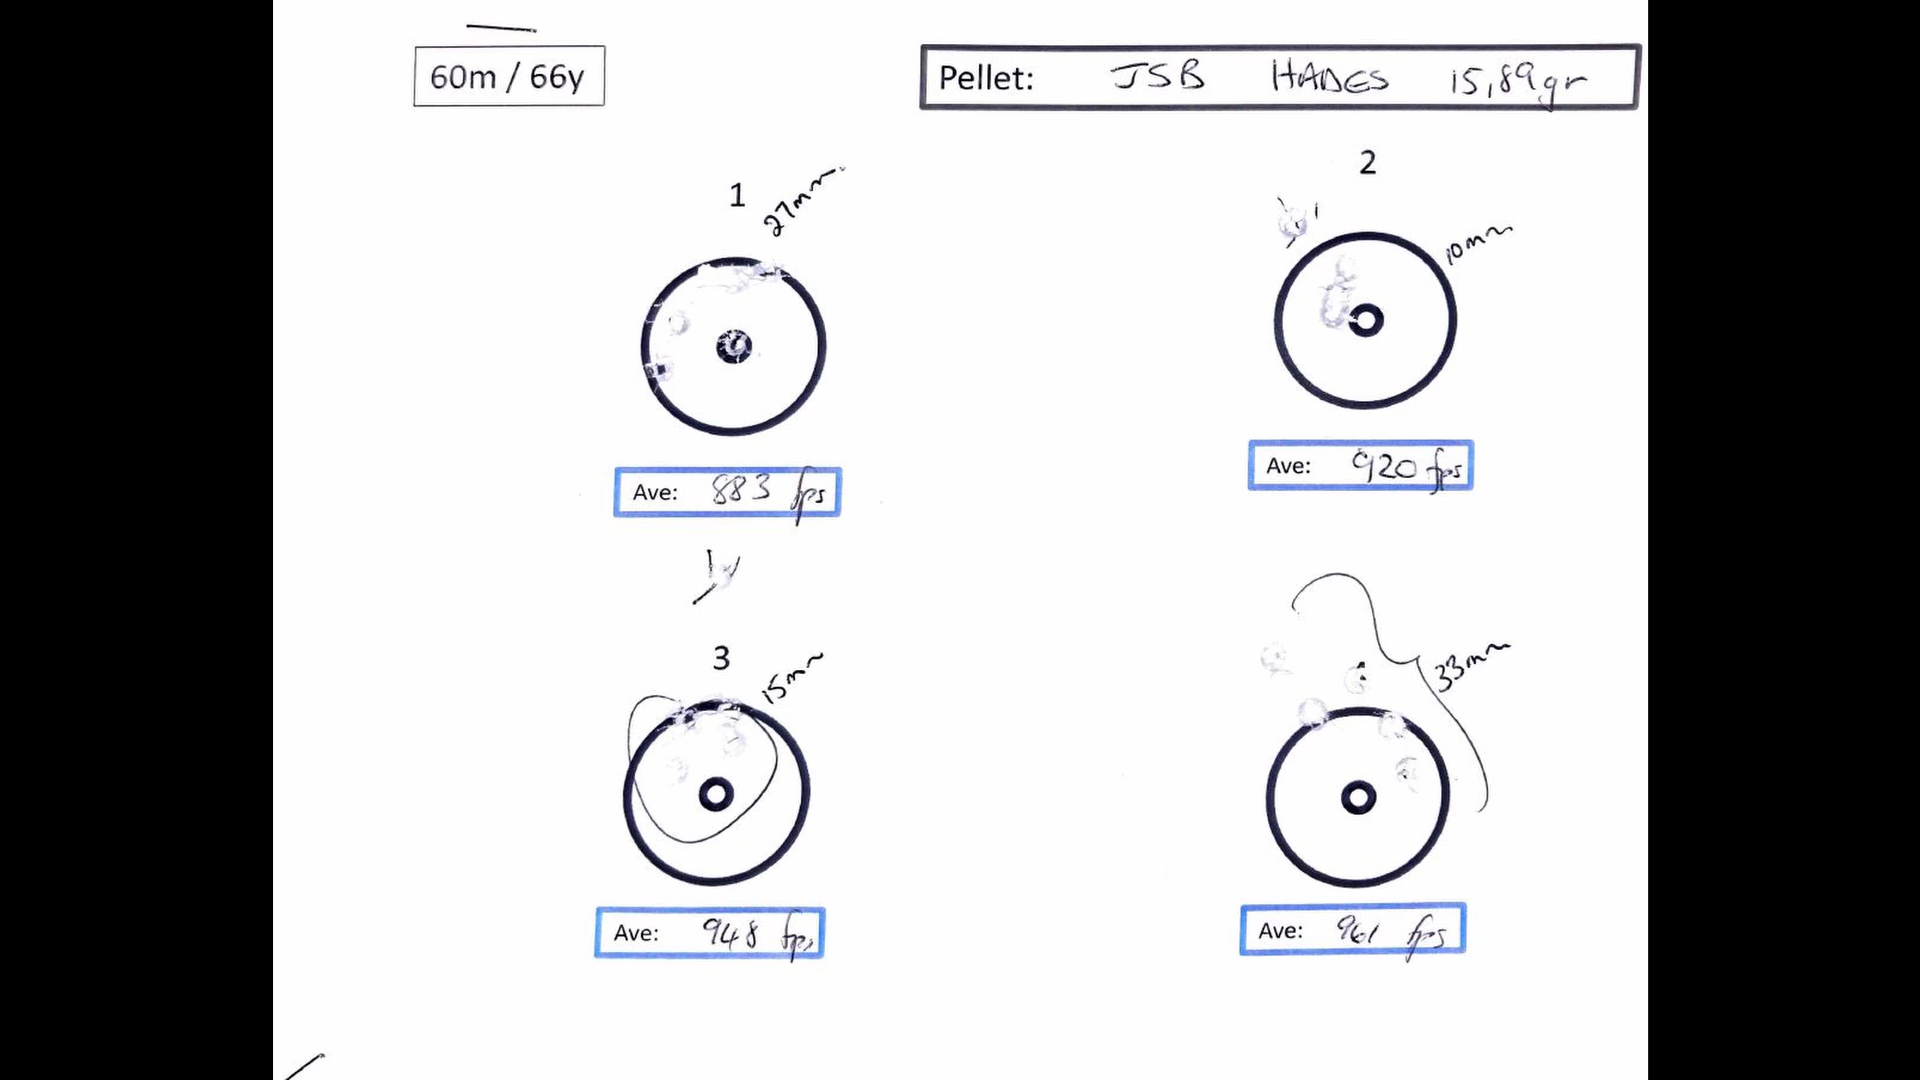 60m / 66y
Pellet: JSB HADES 15,89gr
1
27mm
2
10mm
Ave: 883 fps
Ave: 920 fps
3
15mm
33mm
Ave: 948 fps
Ave: 961 fps